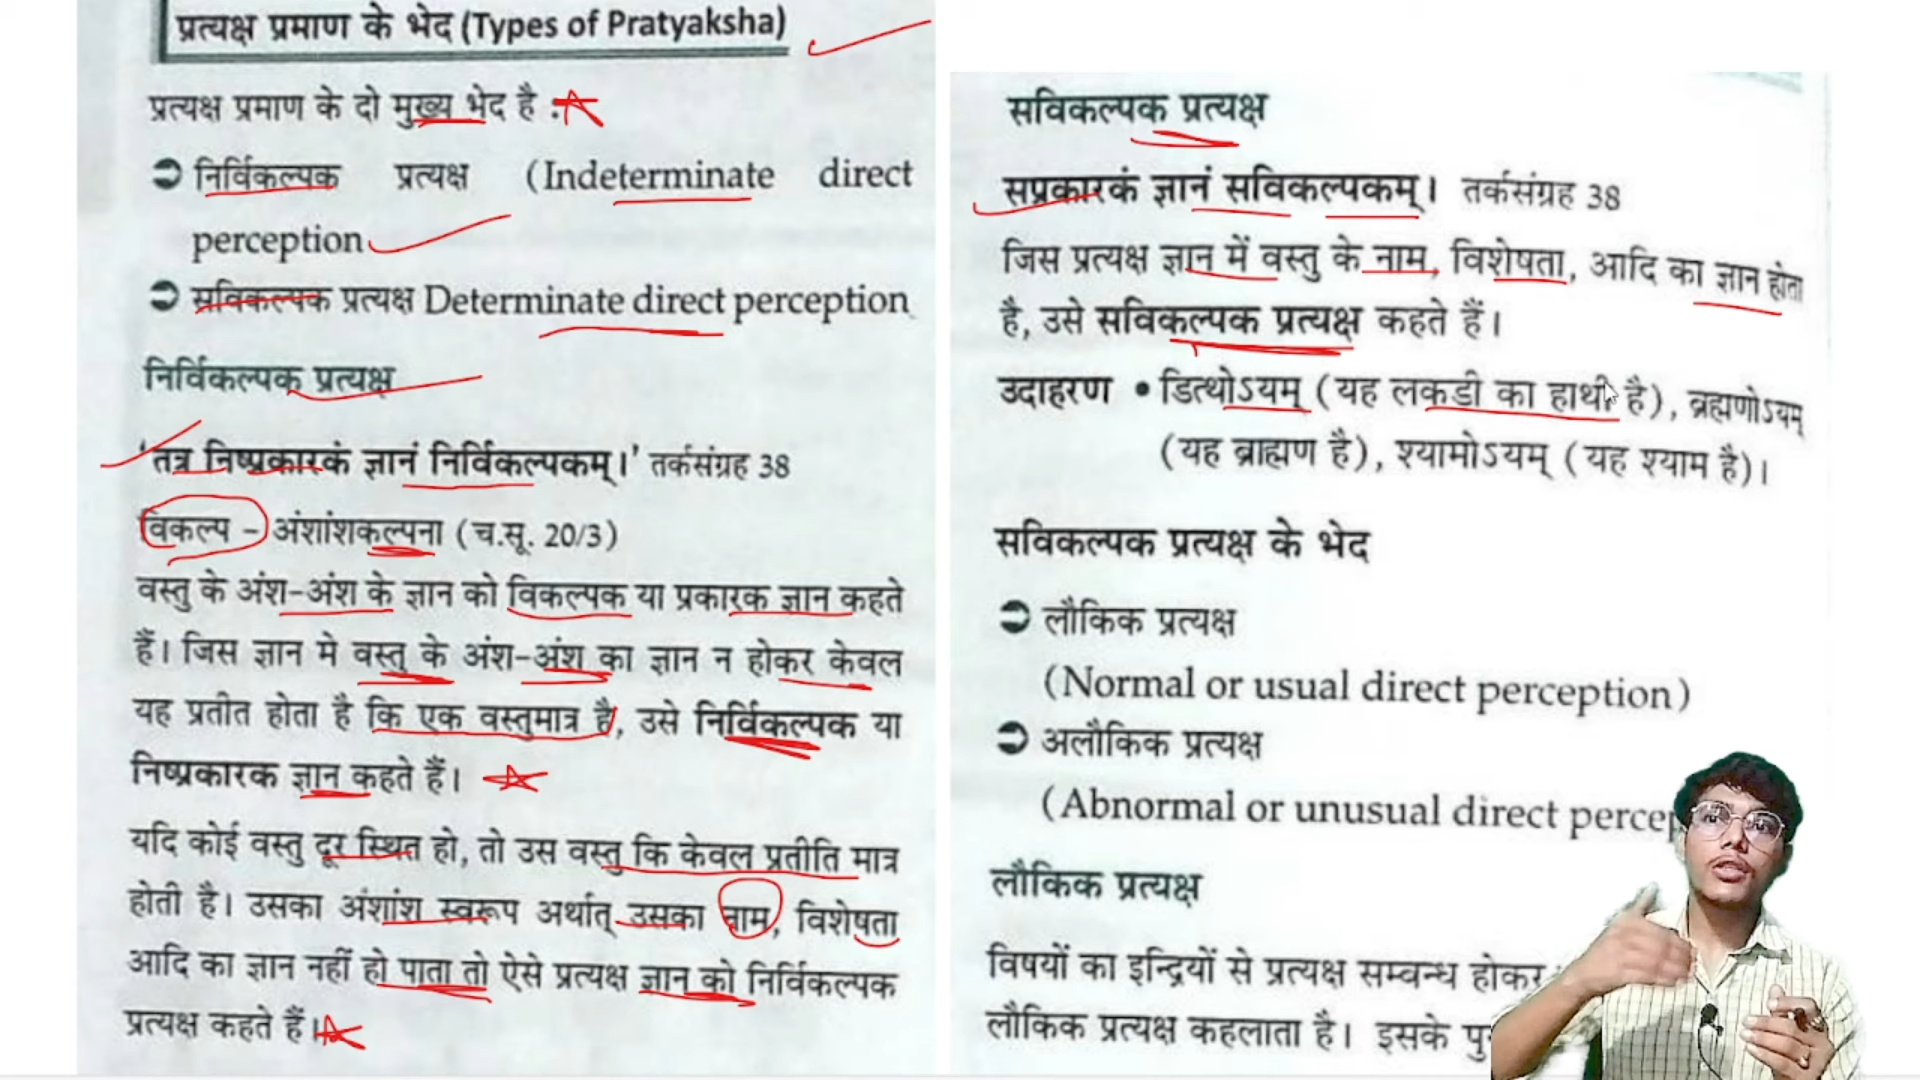 प्रत्यक्ष प्रमाण के भेद (Types of Pratyaksha)
प्रत्यक्ष प्रमाण के दो मुख्य भेद है :
निर्विकल्पक प्रत्यक्ष (Indeterminate direct
perception
सविकल्पक प्रत्यक्ष Determinate direct perception
निर्विकल्पक प्रत्यक्ष
'तत्र निष्प्रकारकं ज्ञानं निर्विकल्पकम्।' तर्कसंग्रह 38
विकल्प - अंशांशकल्पना (च.सू. 20/3)
वस्तु के अंश-अंश के ज्ञान को विकल्पक या प्रकारक ज्ञान कहते
हैं। जिस ज्ञान मे वस्तु के अंश-अंश का ज्ञान न होकर केवल
यह प्रतीत होता है कि एक वस्तुमात्र है, उसे निर्विकल्पक या
निष्प्रकारक ज्ञान कहते हैं।
यदि कोई वस्तु दूर स्थित हो, तो उस वस्तु कि केवल प्रतीति मात्र
होती है। उसका अंशांश स्वरूप अर्थात् उसका नाम, विशेषता
आदि का ज्ञान नहीं हो पाता तो ऐसे प्रत्यक्ष ज्ञान को निर्विकल्पक
प्रत्यक्ष कहते हैं।
सविकल्पक प्रत्यक्ष
सप्रकारकं ज्ञानं सविकल्पकम्। तर्कसंग्रह 38
जिस प्रत्यक्ष ज्ञान में वस्तु के नाम, विशेषता, आदि का ज्ञान होता
है, उसे सविकल्पक प्रत्यक्ष कहते हैं।
उदाहरण • डित्थोऽयम् (यह लकडी का हाथी है), ब्रह्मणोऽयम्
(यह ब्राह्मण है), श्यामोऽयम् (यह श्याम है)।
सविकल्पक प्रत्यक्ष के भेद
लौकिक प्रत्यक्ष
(Normal or usual direct perception)
अलौकिक प्रत्यक्ष
(Abnormal or unusual direct percep
लौकिक प्रत्यक्ष
विषयों का इन्द्रियों से प्रत्यक्ष सम्बन्ध होकर
लौकिक प्रत्यक्ष कहलाता है। इसके